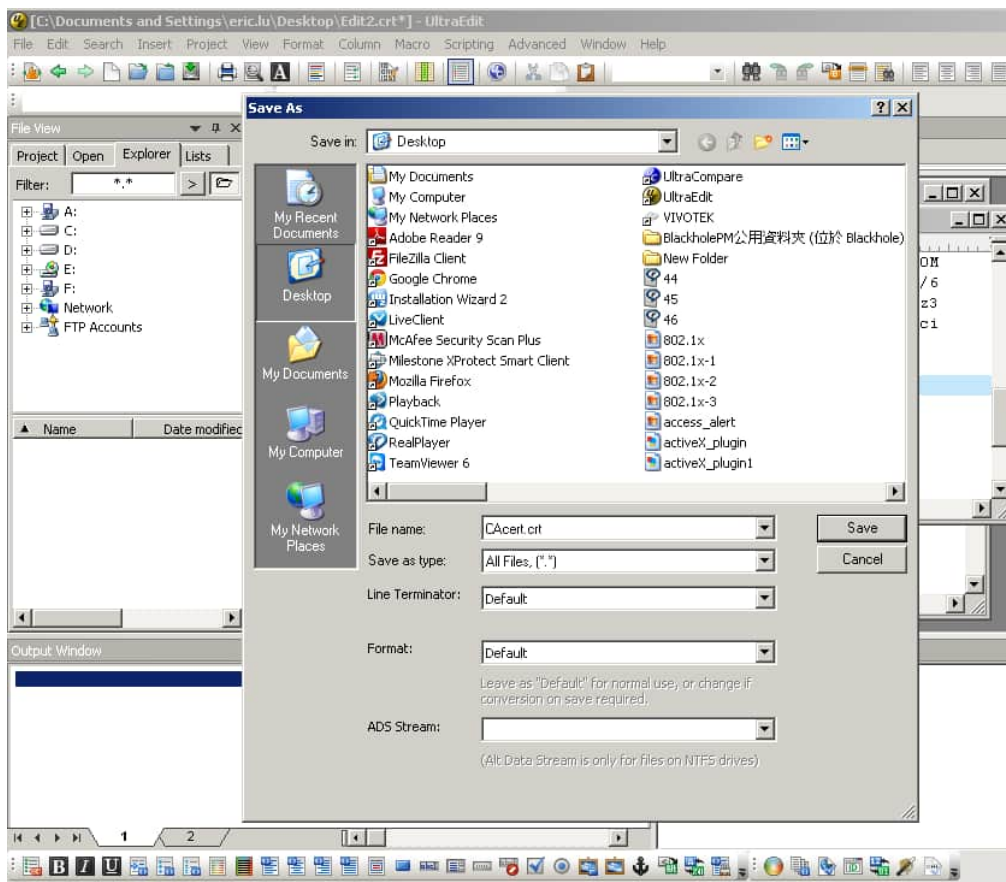 [C:\Documents and Settings\eric.lu\Desktop\Edit2.crt*] - UltraEdit
File Edit Search Insert Project View Format Column Macro Scripting Advanced Window Help
File View
Project Open Explorer Lists
Filter: *.*
A:
C:
D:
E:
F:
Network
FTP Accounts
Name Date modified
Save As
Save in: Desktop
My Recent Documents
Desktop
My Documents
My Computer
My Network Places
My Documents
My Computer
My Network Places
Adobe Reader 9
FileZilla Client
Google Chrome
Installation Wizard 2
LiveClient
McAfee Security Scan Plus
Milestone XProtect Smart Client
Mozilla Firefox
Playback
QuickTime Player
RealPlayer
TeamViewer 6
UltraCompare
UltraEdit
VIVOTEK
BlackholePM公用資料夾 (位於 Blackhole)
New Folder
44
45
46
802.1x
802.1x-1
802.1x-2
802.1x-3
access_alert
activeX_plugin
activeX_plugin1
File name: CAcert.crt
Save
Save as type: All Files, (*.*)
Cancel
Line Terminator: Default
Format: Default
Leave as "Default" for normal use, or change if
conversion on save required.
ADS Stream:
(Alt Data Stream is only for files on NTFS drives)
OM
/6
z3
ci
Output Window
1 2